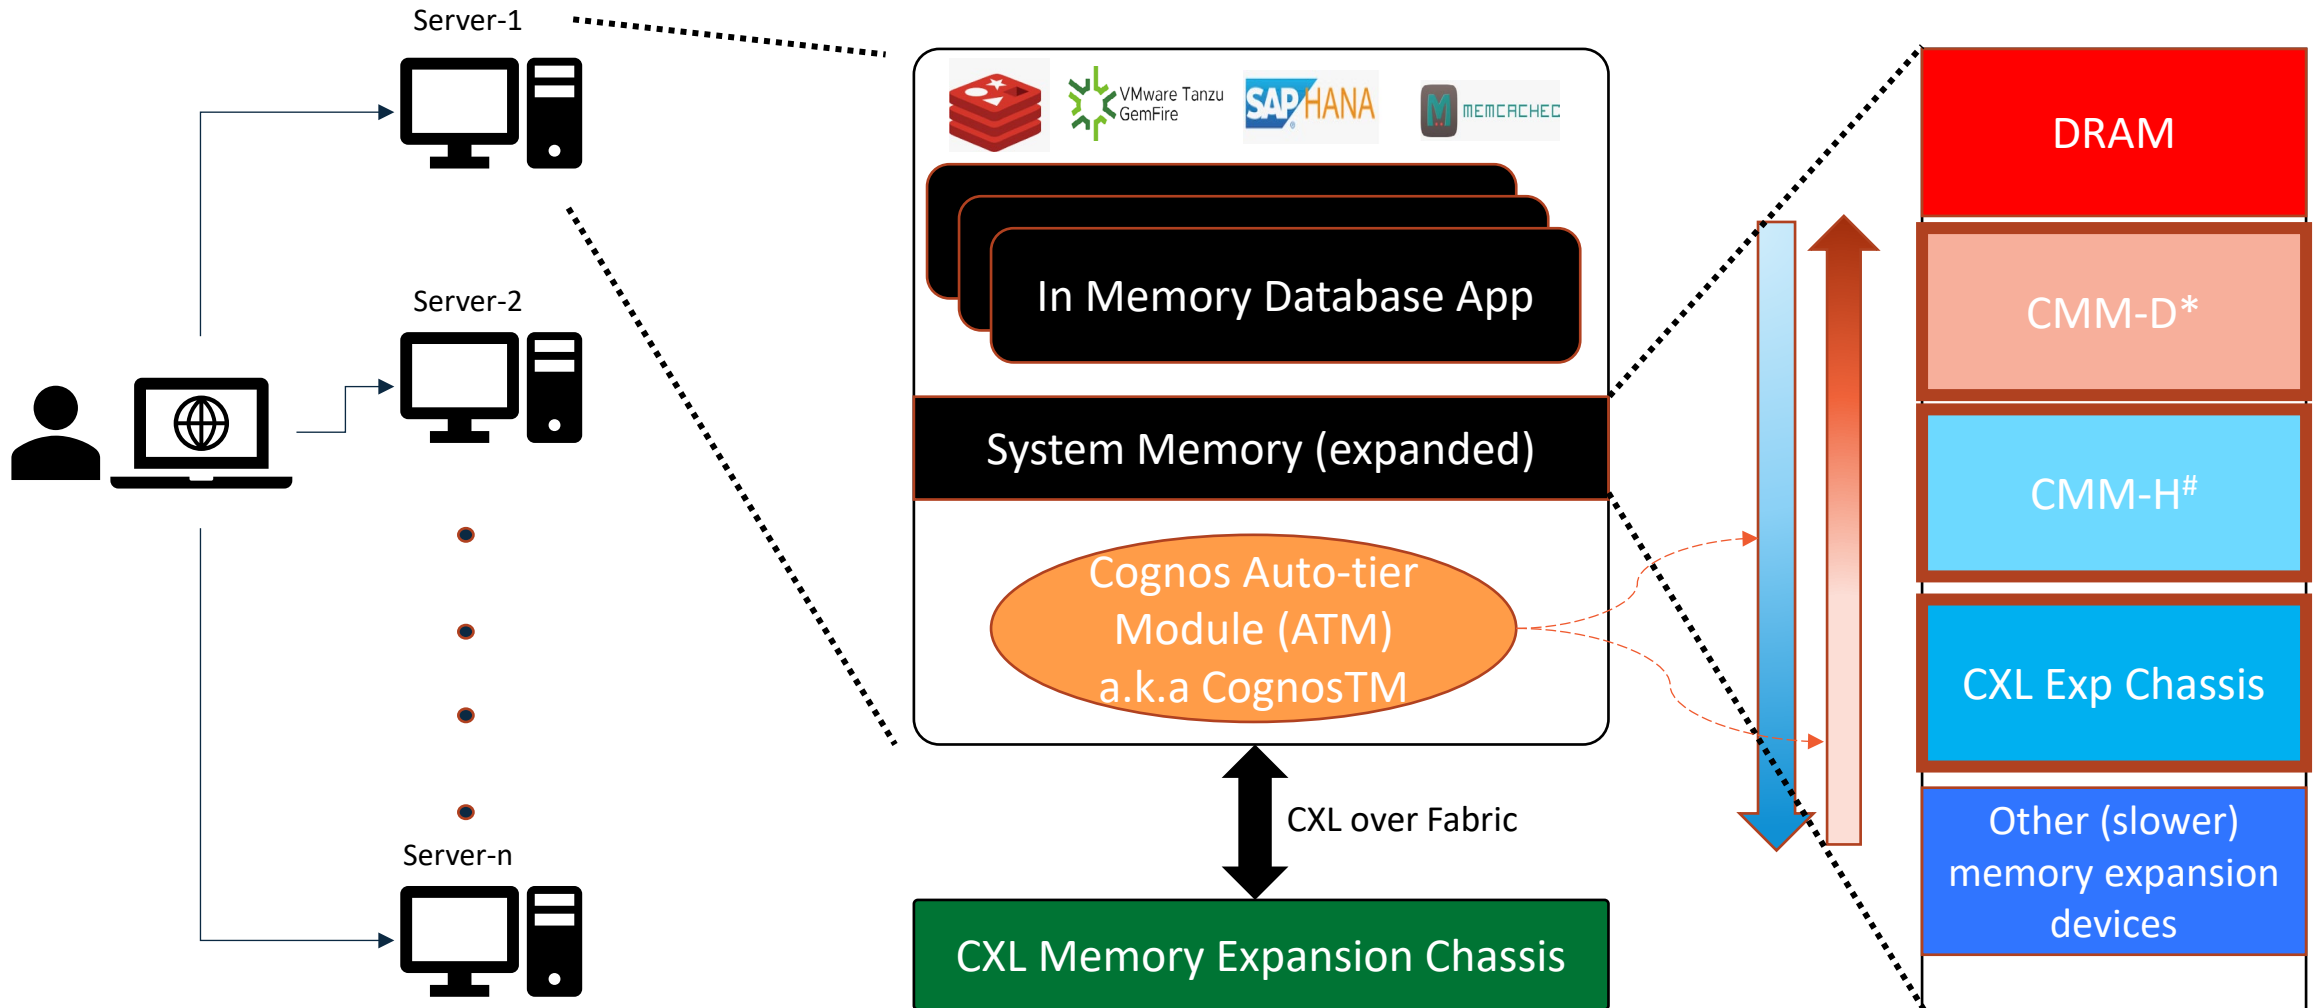 Server-1
Server-2
Server-n
VMware Tanzu
GemFire
SAP HANA
MEMCACHED
In Memory Database App
System Memory (expanded)
Cognos Auto-tier
Module (ATM)
a.k.a CognosTM
CXL over Fabric
CXL Memory Expansion Chassis
DRAM
CMM-D*
CMM-H#
CXL Exp Chassis
Other (slower)
memory expansion
devices